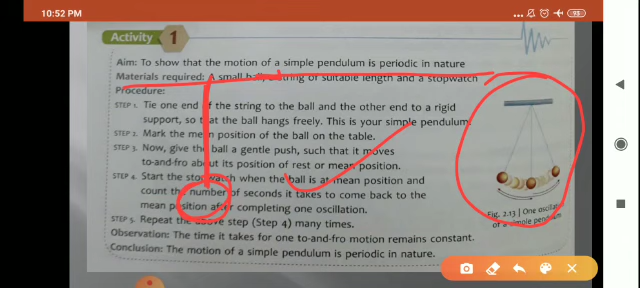 10:52 PM
93
Activity 1
Aim: To show that the motion of a simple pendulum is periodic in nature
Materials required: A small ball, a string of suitable length and a stopwatch
Procedure:
STEP 1. Tie one end of the string to the ball and the other end to a rigid
support, so that the ball hangs freely. This is your simple pendulum.
STEP 2. Mark the mean position of the ball on the table.
STEP 3. Now, give the ball a gentle push, such that it moves
to-and-fro about its position of rest or mean position.
STEP 4. Start the stopwatch when the ball is at mean position and
count the number of seconds it takes to come back to the
mean position after completing one oscillation.
STEP 5. Repeat the above step (Step 4) many times.
Observation: The time it takes for one to-and-fro motion remains constant.
Conclusion: The motion of a simple pendulum is periodic in nature.
Fig. 2.13 | One oscillation
of a simple pendulum